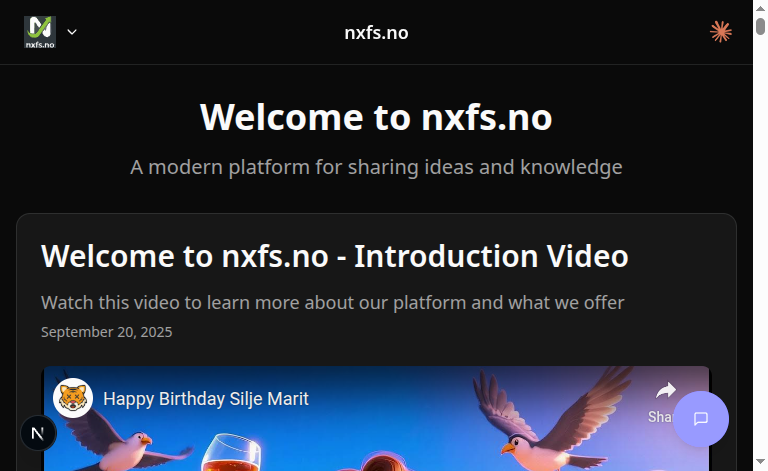 nxfs.no
nxfs.no
Welcome to nxfs.no
A modern platform for sharing ideas and knowledge
Welcome to nxfs.no - Introduction Video
Watch this video to learn more about our platform and what we offer
September 20, 2025
Happy Birthday Silje Marit
N